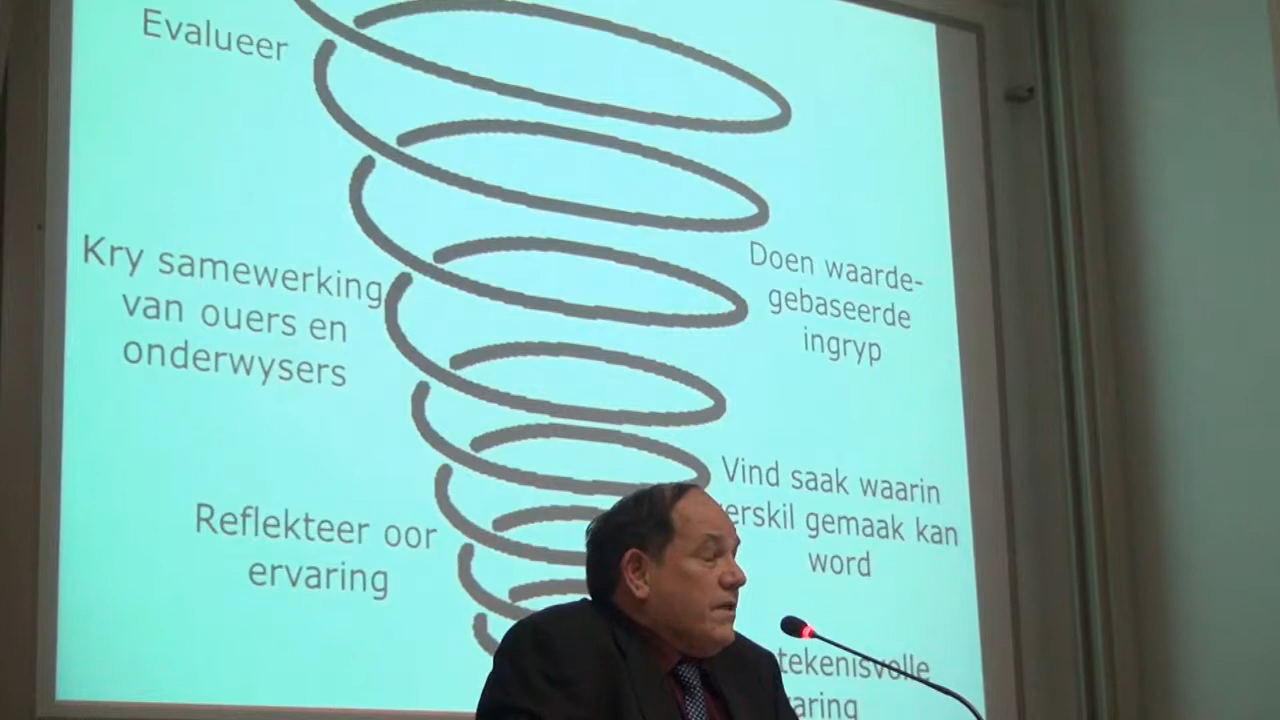 Evalueer
Kry samewerking
van ouers en
onderwysers
Reflekteer oor
ervaring
Doen waarde-
gebaseerde
ingryp
Vind saak waarin
gemaak kan
word